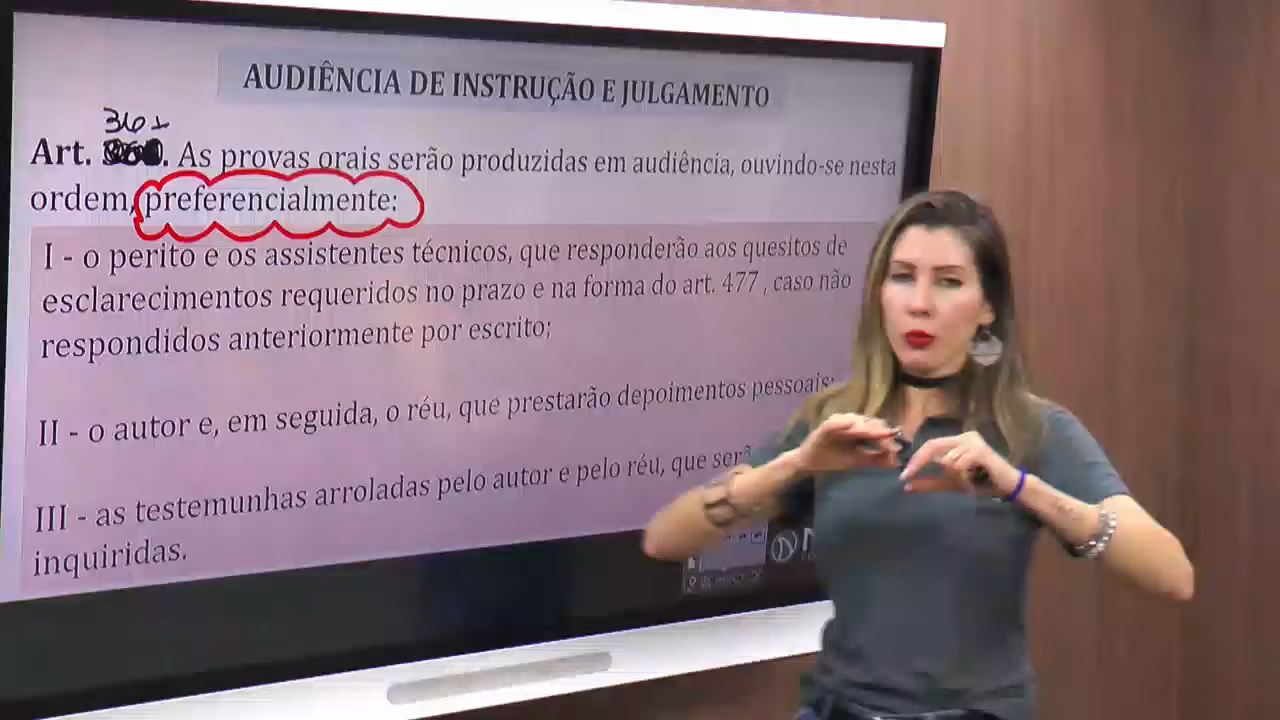 AUDIÊNCIA DE INSTRUÇÃO E JULGAMENTO
361
Art. . As provas orais serão produzidas em audiência, ouvindo-se nesta
ordem, preferencialmente:
I - o perito e os assistentes técnicos, que responderão aos quesitos de
esclarecimentos requeridos no prazo e na forma do art. 477 , caso não
respondidos anteriormente por escrito;
II - o autor e, em seguida, o réu, que prestarão depoimentos pessoais;
III - as testemunhas arroladas pelo autor e pelo réu, que
inquiridas.